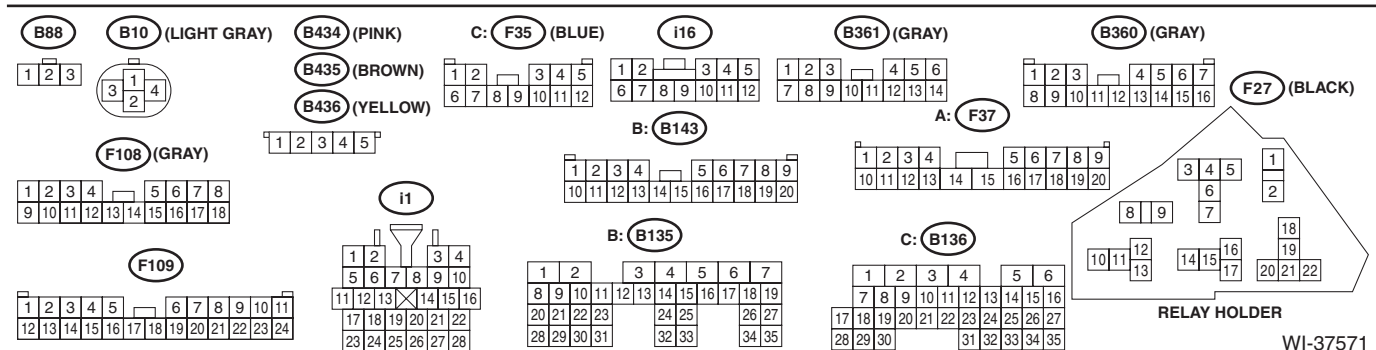 B88
B10 (LIGHT GRAY)
B434 (PINK)
B435 (BROWN)
B436 (YELLOW)
C: F35 (BLUE)
i16
B361 (GRAY)
B360 (GRAY)
F27 (BLACK)
1 2 3
1
3 4
2
1 2 3 4 5
1 2 3 4 5
6 7 8 9 10 11 12
1 2 3 4 5
6 7 8 9 10 11 12
1 2 3 4 5 6
7 8 9 10 11 12 13 14
1 2 3 4 5 6 7
8 9 10 11 12 13 14 15 16
F108 (GRAY)
1 2 3 4 5 6 7 8
9 10 11 12 13 14 15 16 17 18
B: B143
1 2 3 4 5 6 7 8 9
10 11 12 13 14 15 16 17 18 19 20
A: F37
1 2 3 4 5 6 7 8 9
10 11 12 13 14 15 16 17 18 19 20
1
3 4 5
2
6
7
8 9
18
12 16 19
10 11 14 15
13 17 20 21 22
RELAY HOLDER
F109
1 2 3 4 5 6 7 8 9 10 11
12 13 14 15 16 17 18 19 20 21 22 23 24
i1
1 2 3 4
5 6 7 8 9 10
11 12 13 14 15 16
17 18 19 20 21 22
23 24 25 26 27 28
B: B135
1 2 3 4 5 6 7
8 9 10 11 12 13 14 15 16 17 18 19
20 21 22 23 24 25 26 27
28 29 30 31 32 33 34 35
C: B136
1 2 3 4 5 6
7 8 9 10 11 12 13 14 15 16
17 18 19 20 21 22 23 24 25 26 27
28 29 30 31 32 33 34 35
WI-37571